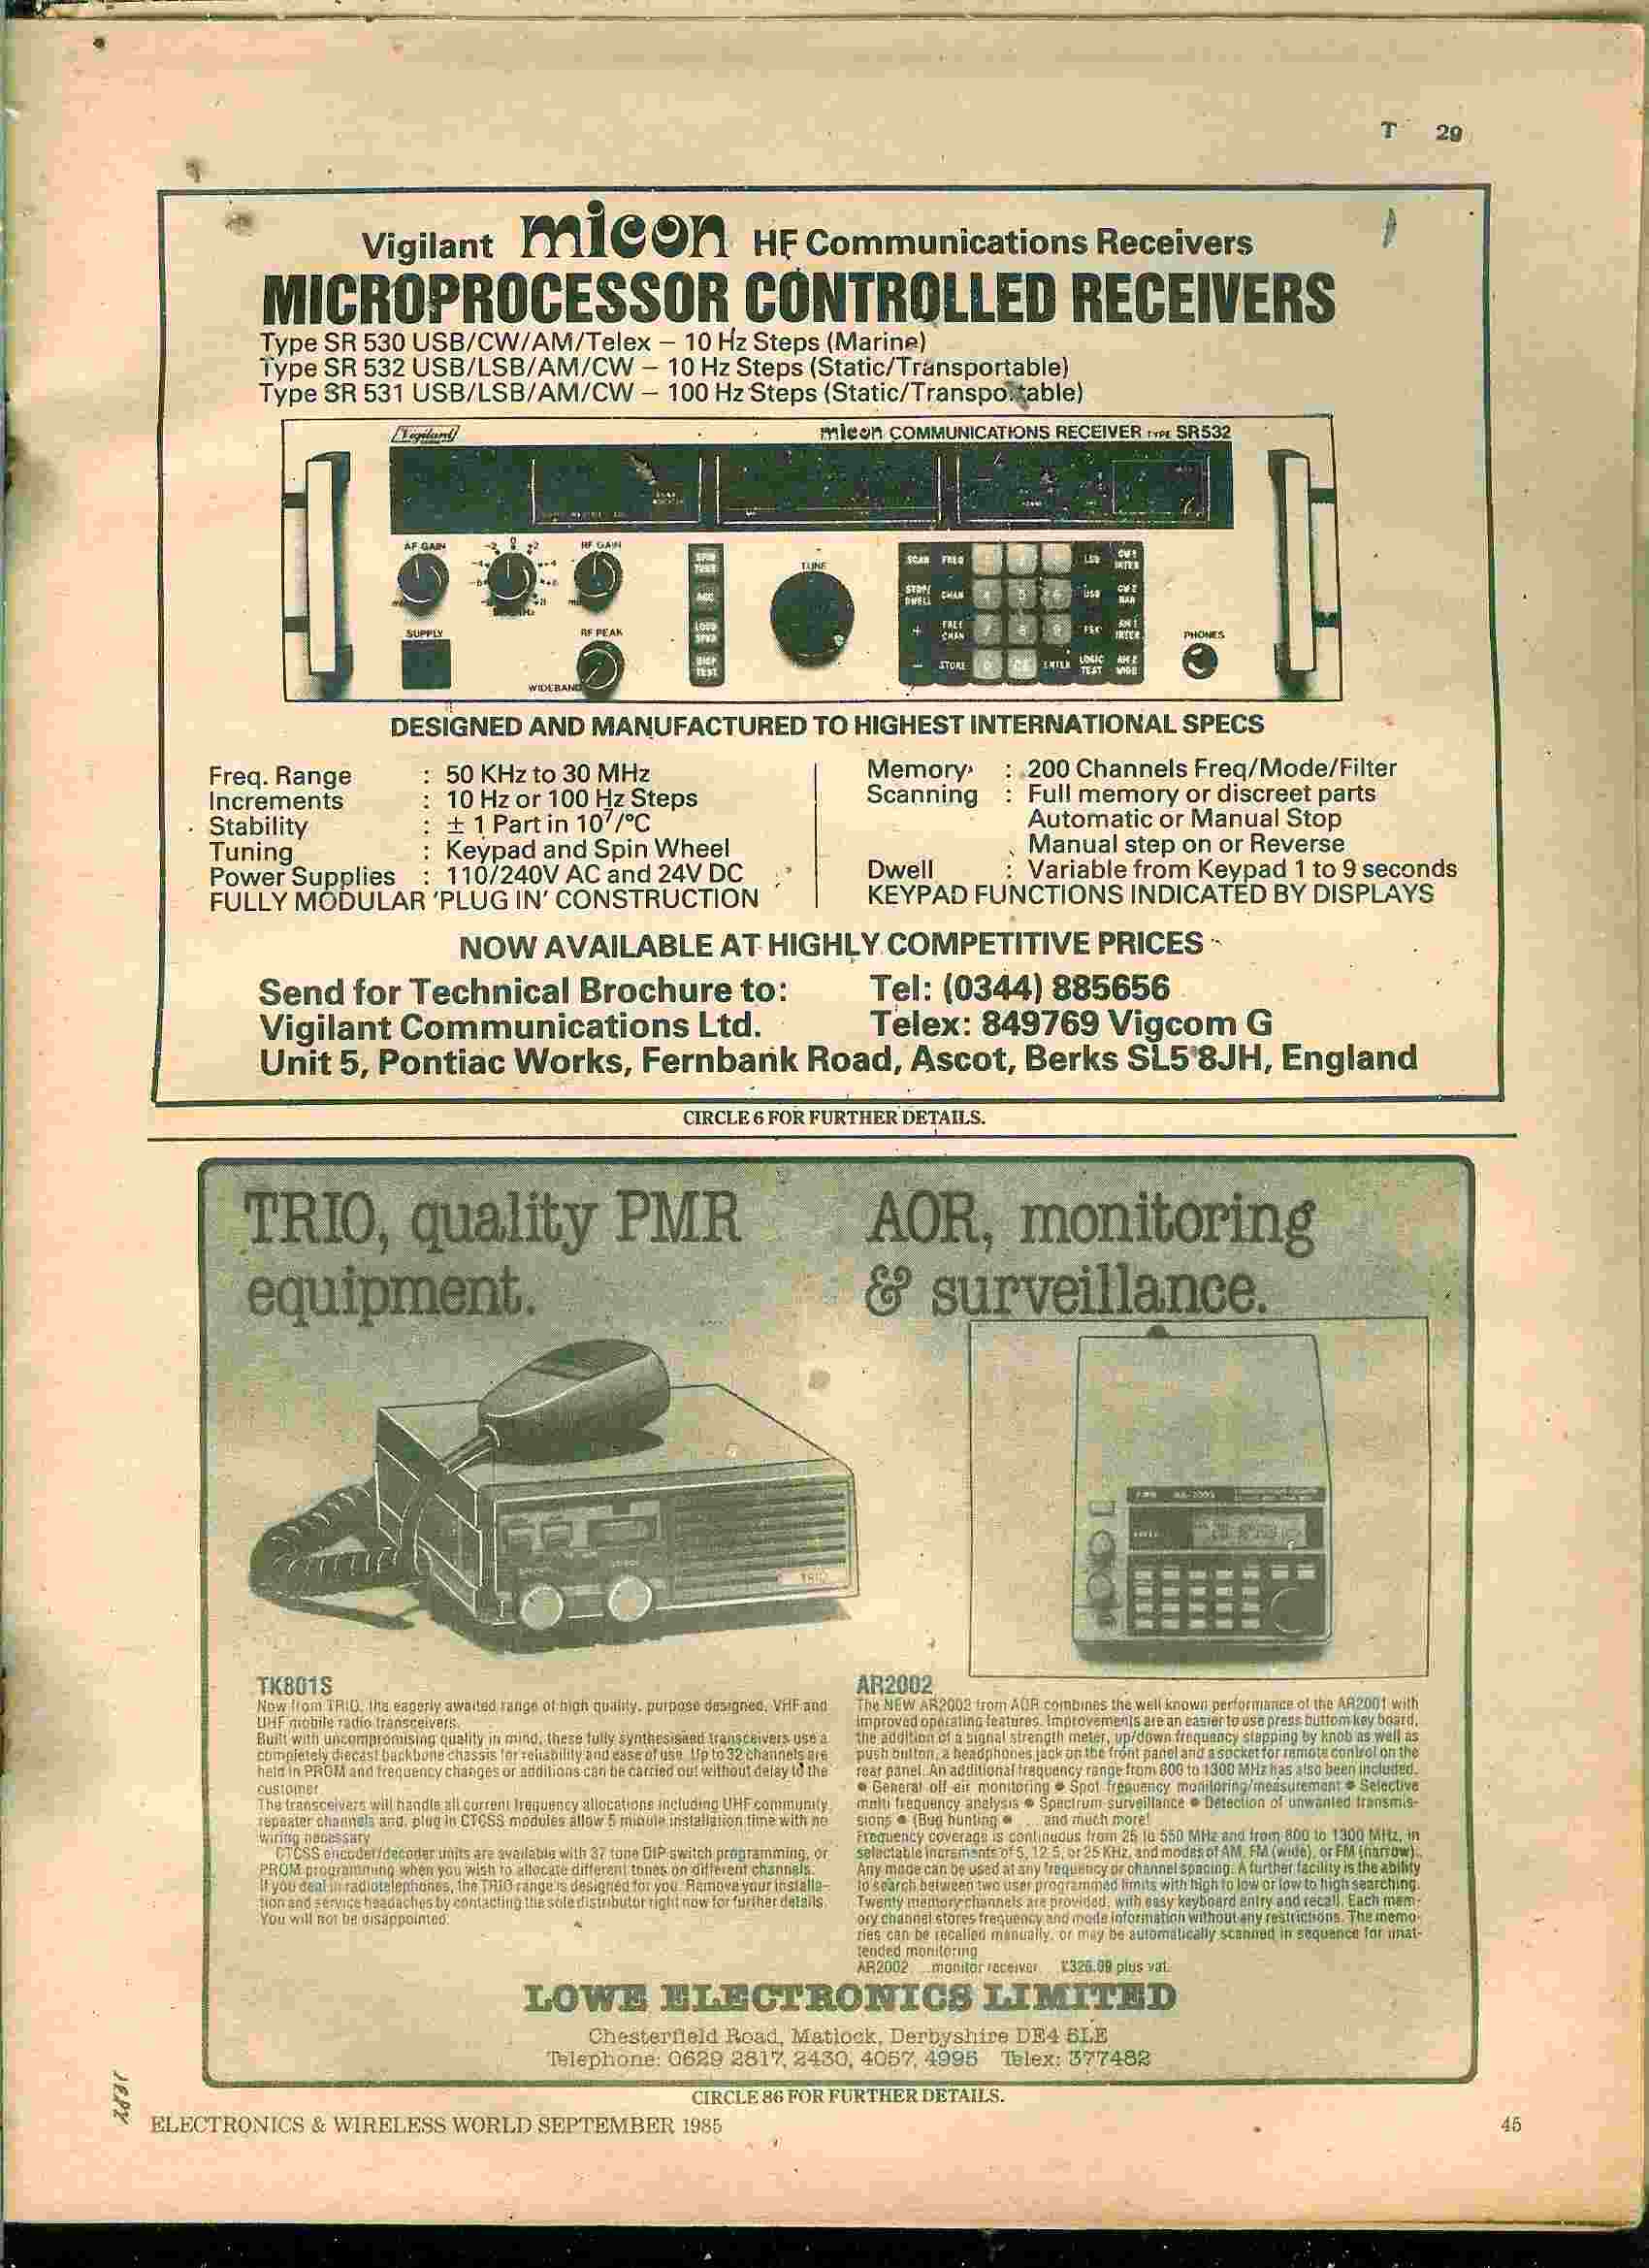 T 29
Vigilant micon HF Communications Receivers
MICROPROCESSOR CONTROLLED RECEIVERS
Type SR 530 USB/CW/AM/Telex – 10 Hz Steps (Marine)
Type SR 532 USB/LSB/AM/CW – 10 Hz Steps (Static/Transportable)
Type SR 531 USB/LSB/AM/CW – 100 Hz Steps (Static/Transportable)
Vigilant
micon COMMUNICATIONS RECEIVER TYPE SR532
AF GAIN
RF GAIN
TUNE
SUPPLY
RF PEAK
WIDEBAND
SCAN FREQ
CHAN
STORE
ENTER
LOGIC TEST
PHONES
DESIGNED AND MANUFACTURED TO HIGHEST INTERNATIONAL SPECS
Freq. Range : 50 KHz to 30 MHz
Increments : 10 Hz or 100 Hz Steps
Stability : ± 1 Part in 10⁷/°C
Tuning : Keypad and Spin Wheel
Power Supplies : 110/240V AC and 24V DC
FULLY MODULAR 'PLUG IN' CONSTRUCTION
Memory : 200 Channels Freq/Mode/Filter
Scanning : Full memory or discreet parts
Automatic or Manual Stop
Manual step on or Reverse
Dwell : Variable from Keypad 1 to 9 seconds
KEYPAD FUNCTIONS INDICATED BY DISPLAYS
NOW AVAILABLE AT HIGHLY COMPETITIVE PRICES
Send for Technical Brochure to: Tel: (0344) 885656
Vigilant Communications Ltd. Telex: 849769 Vigcom G
Unit 5, Pontiac Works, Fernbank Road, Ascot, Berks SL5 8JH, England
CIRCLE 6 FOR FURTHER DETAILS.
TRIO, quality PMR
equipment.
AOR, monitoring
& surveillance.
TRIO
TK801S
Now from TRIO, the eagerly awaited range of high quality, purpose designed, VHF and
UHF mobile radio transceivers.
Built with uncompromising quality in mind, these fully synthesised transceivers use a
completely diecast backbone chassis for reliability and ease of use. Up to 32 channels are
held in PROM and frequency changes or additions can be carried out without delay to the
customer
The transceivers will handle all current frequency allocations including UHF community
repeater channels and, plug in CTCSS modules allow 5 minute installation time with no
wiring necessary
CTCSS encoder/decoder units are available with 37 tone DIP switch programming, or
PROM programming when you wish to allocate different tones on different channels.
If you deal in radiotelephones, the TRIO range is designed for you. Remove your installa-
tion and service headaches by contacting the sole distributor right now for further details.
You will not be disappointed.
AR2002
The NEW AR2002 from AOR combines the well known performance of the AR2001 with
improved operating features. Improvements are an easier to use press buttom key board,
the addition of a signal strength meter, up/down frequency stepping by knob as well as
push button, a headphones jack on the front panel and a socket for remote control on the
rear panel. An additional frequency range from 800 to 1300 MHz has also been included.
● General off-air monitoring ● Spot frequency monitoring/measurement ● Selective
multi frequency analysis ● Spectrum surveillance ● Detection of unwanted transmis-
sions ● (Bug hunting ● ... and much more!
Frequency coverage is continuous from 25 to 550 MHz and from 800 to 1300 MHz, in
selectable increments of 5, 12.5, or 25 KHz, and modes of AM, FM (wide), or FM (narrow).
Any mode can be used at any frequency or channel spacing. A further facility is the ability
to search between two user programmed limits with high to low or low to high searching.
Twenty memory channels are provided, with easy keyboard entry and recall. Each mem-
ory channel stores frequency and mode information without any restrictions. The memo-
ries can be recalled manually, or may be automatically scanned in sequence for unat-
tended monitoring
AR2002 ... monitor receiver plus vat.
LOWE ELECTRONICS LIMITED
Chesterfield Road, Matlock, Derbyshire DE4 5LE
Telephone: 0629 2817, 2430, 4057, 4995 Telex: 377482
CIRCLE 86 FOR FURTHER DETAILS.
ELECTRONICS & WIRELESS WORLD SEPTEMBER 1985
45